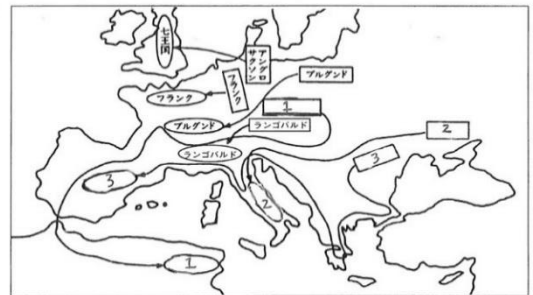 七王国
アングロ
サクソン
フランク
フランク
ブルグンド
1
ブルグンド
ランゴバルド
2
ランゴバルド
3
3
2
1